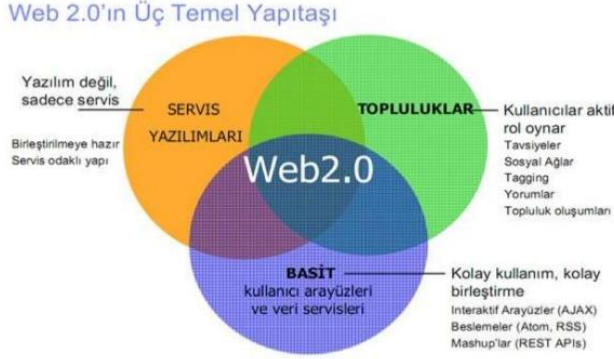 Web 2.0'ın Üç Temel Yapıtaşı
Yazılım değil,
sadece servis
Birleştirilmeye hazır
Servis odaklı yapı
SERVIS
YAZILIMLARI
TOPLULUKLAR
Kullanıcılar aktif
rol oynar
Tavsiyeler
Sosyal Ağlar
Tagging
Yorumlar
Topluluk oluşumları
Web2.0
BASİT
kullanıcı arayüzleri
ve veri servisleri
Kolay kullanım, kolay
birleştirme
Interaktif Arayüzler (AJAX)
Beslemeler (Atom, RSS)
Mashup'lar (REST APIs)